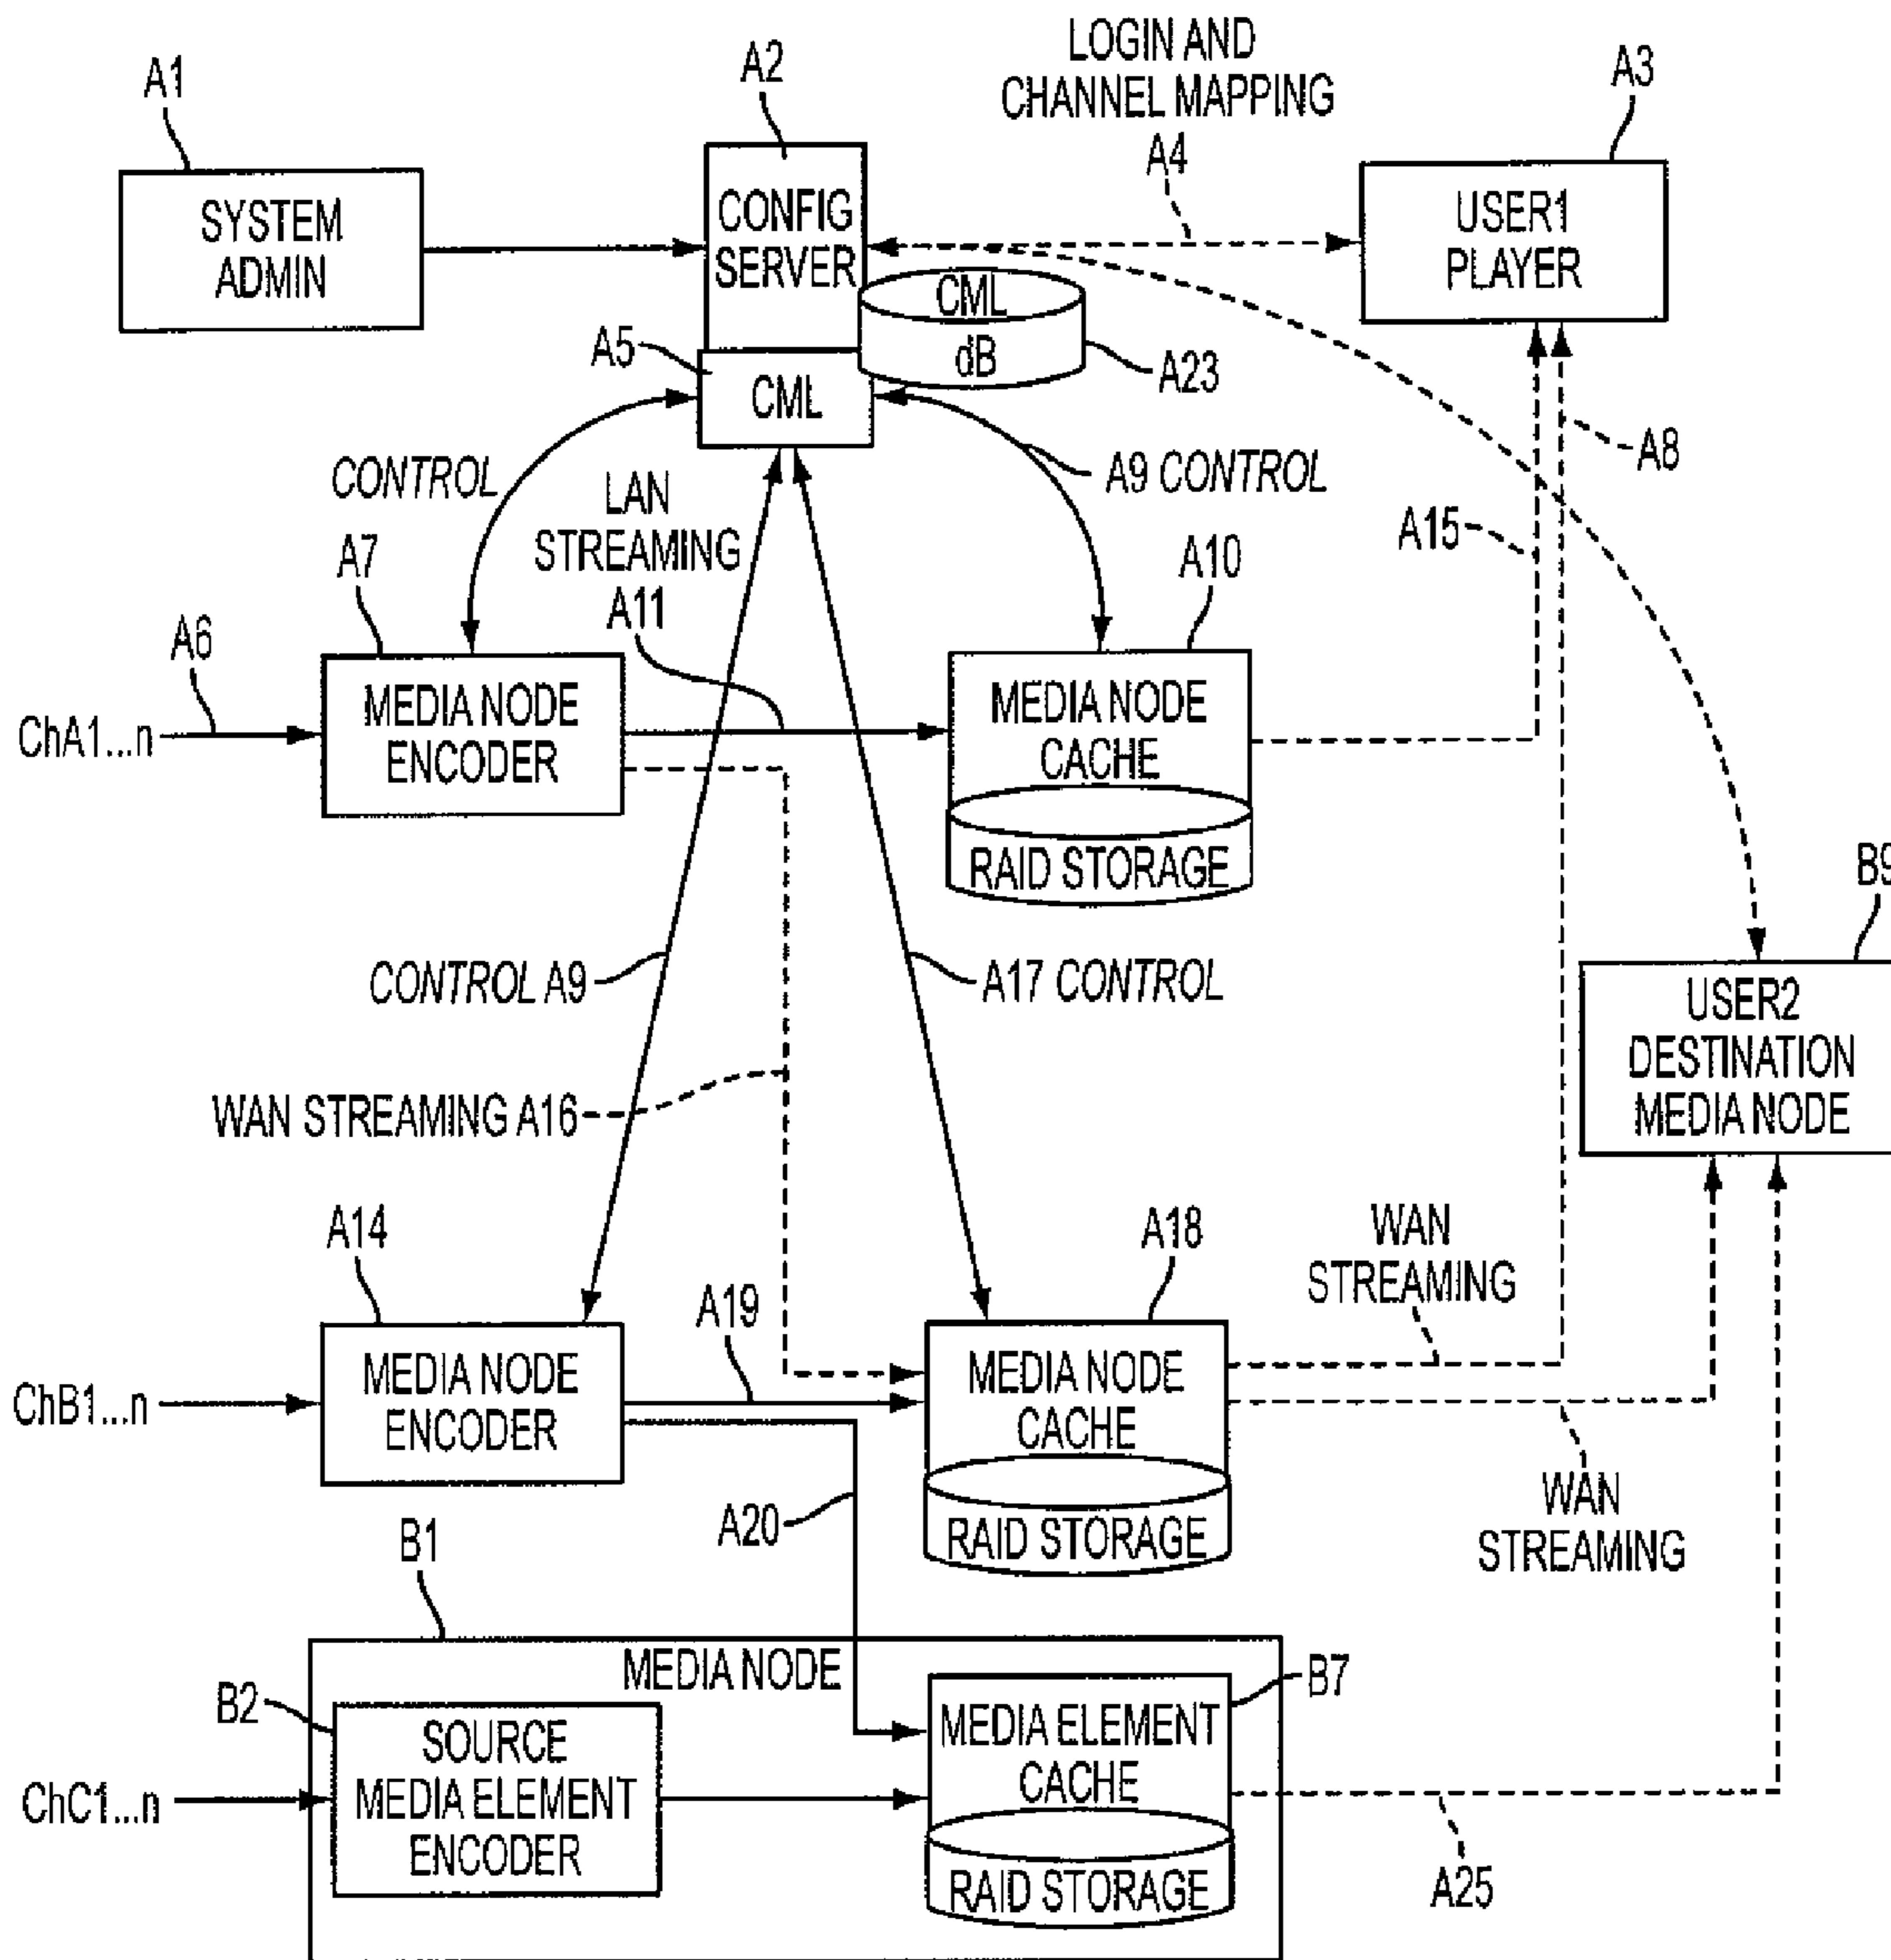 LOGIN AND
CHANNEL MAPPING
A4
A1
A2
A3
SYSTEM
ADMIN
CONFIG
SERVER
USER1
PLAYER
CML
dB
A23
A5
CML
A8
CONTROL
LAN
STREAMING
A11
A9 CONTROL
A15
A7
A10
A6
ChA1...n
MEDIA NODE
ENCODER
MEDIA NODE
CACHE
RAID STORAGE
B9
CONTROL A9
A17 CONTROL
USER2
DESTINATION
MEDIA NODE
WAN STREAMING A16
A14
A19
A18
WAN
STREAMING
ChB1...n
MEDIA NODE
ENCODER
MEDIA NODE
CACHE
RAID STORAGE
WAN
STREAMING
A20
B1
MEDIA NODE
B2
B7
ChC1...n
SOURCE
MEDIA ELEMENT
ENCODER
MEDIA ELEMENT
CACHE
RAID STORAGE
A25